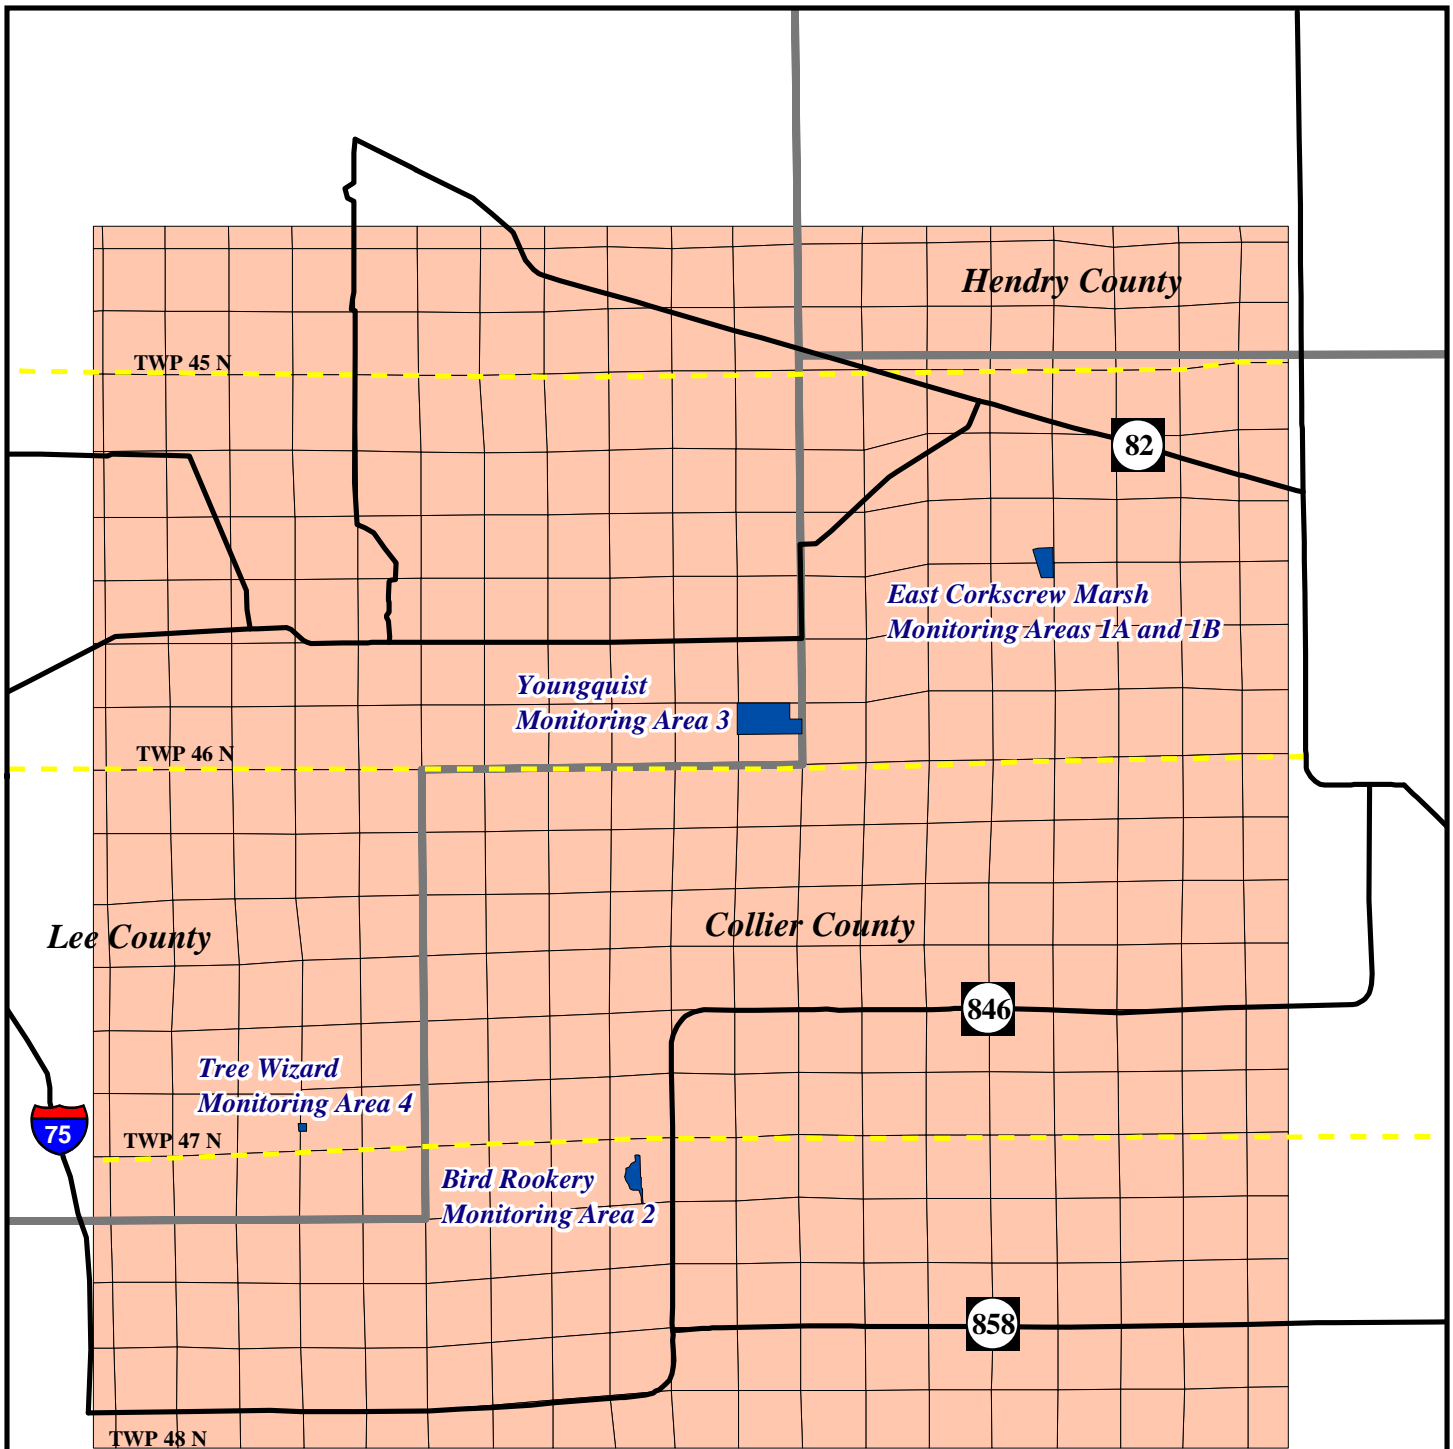 Hendry County
TWP 45 N
82
East Corkscrew Marsh
Monitoring Areas 1A and 1B
Youngquist
Monitoring Area 3
TWP 46 N
Collier County
Lee County
846
Tree Wizard
Monitoring Area 4
75
TWP 47 N
Bird Rookery
Monitoring Area 2
858
TWP 48 N